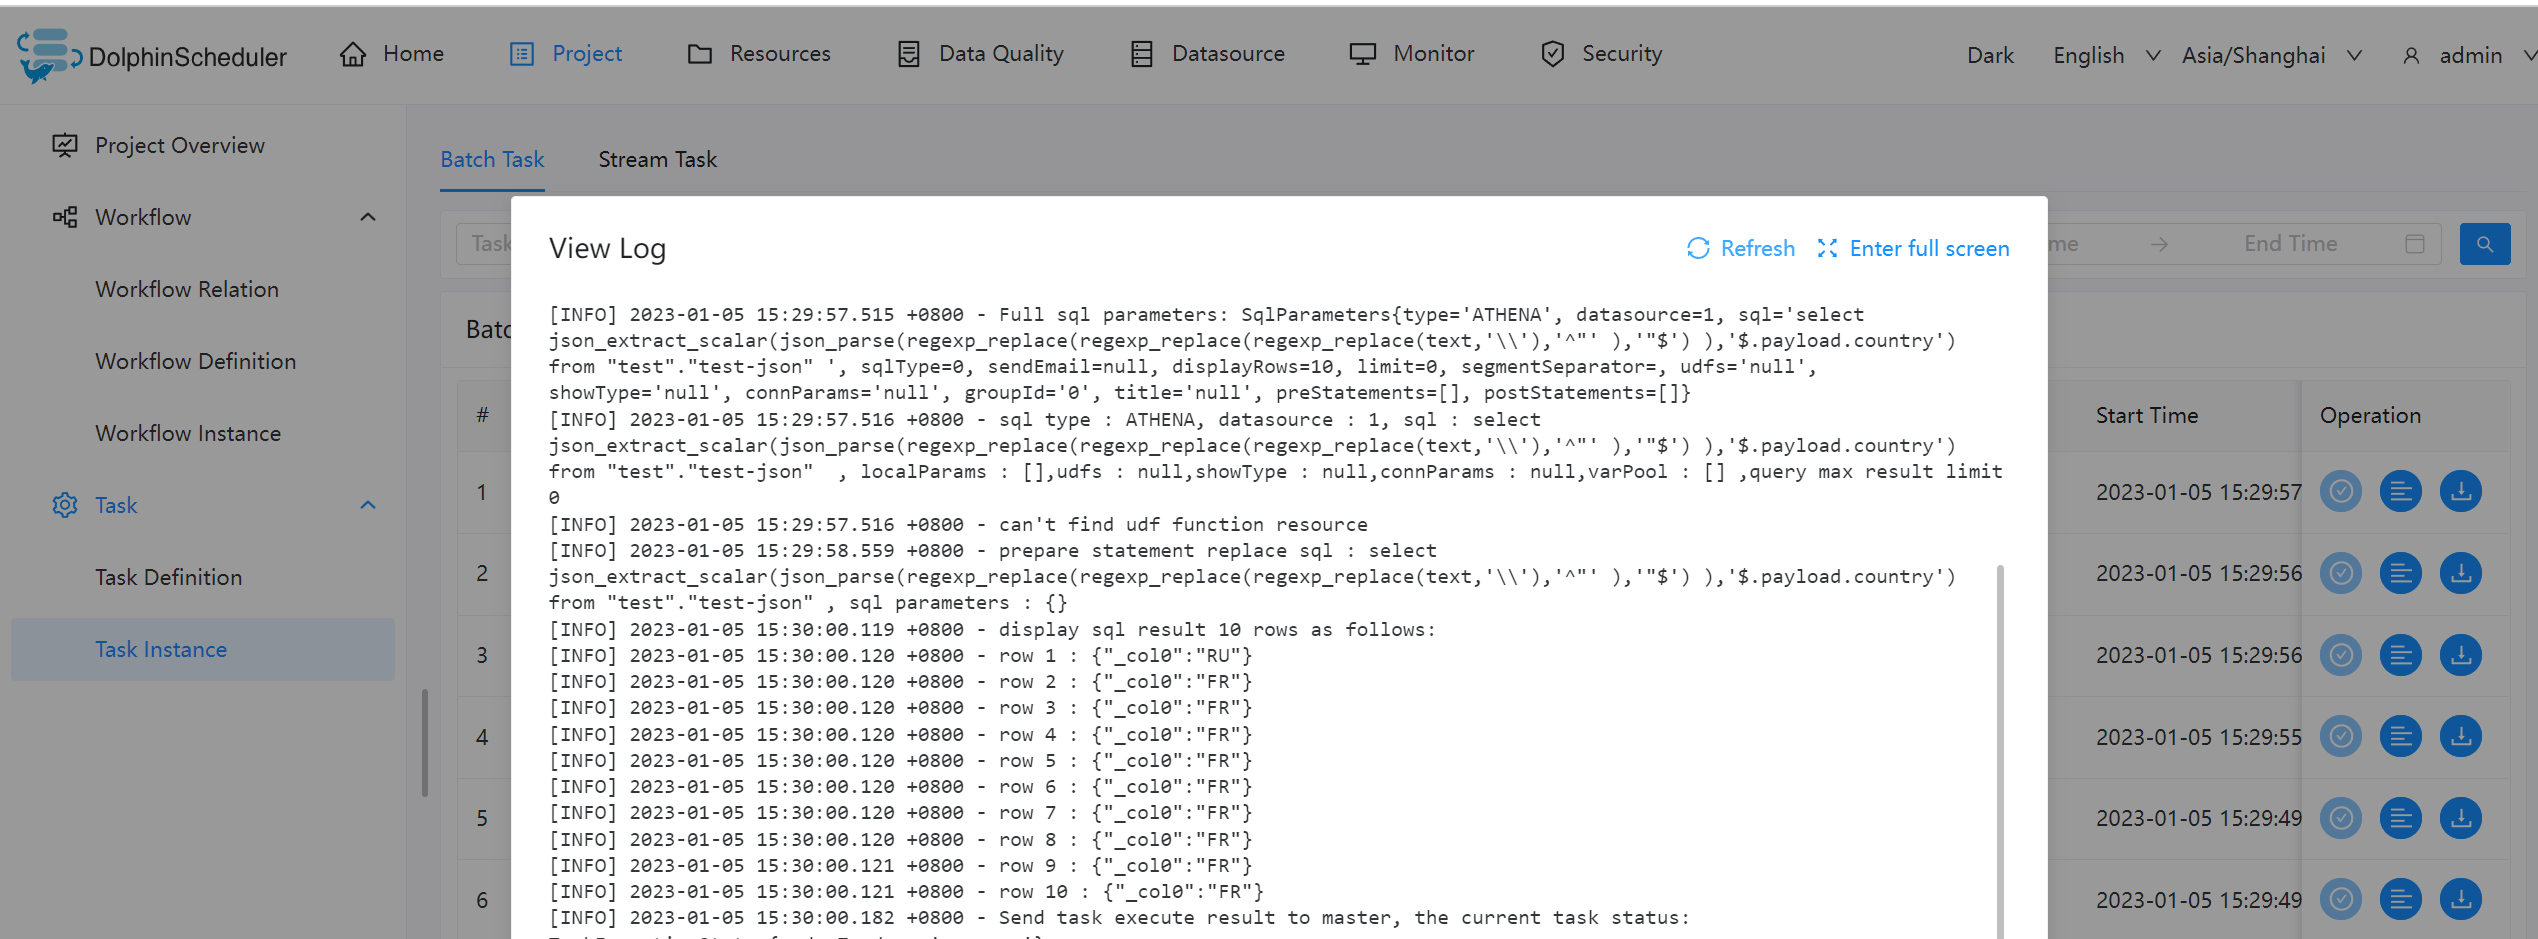 DolphinScheduler
Home
Project
Resources
Data Quality
Datasource
Monitor
Security
Dark
English
Asia/Shanghai
admin
Project Overview
Workflow
Workflow Relation
Workflow Definition
Workflow Instance
Task
Task Definition
Task Instance
Batch Task
Stream Task
Task
End Time
View Log
Refresh
Enter full screen
[INFO] 2023-01-05 15:29:57.515 +0800 - Full sql parameters: SqlParameters{type='ATHENA', datasource=1, sql='select
json_extract_scalar(json_parse(regexp_replace(regexp_replace(regexp_replace(text,'\\'),'^"' ),'"$') ),'$.payload.country')
from "test"."test-json" ', sqlType=0, sendEmail=null, displayRows=10, limit=0, segmentSeparator=, udfs='null',
showType='null', connParams='null', groupId='0', title='null', preStatements=[], postStatements=[]}
[INFO] 2023-01-05 15:29:57.516 +0800 - sql type : ATHENA, datasource : 1, sql : select
json_extract_scalar(json_parse(regexp_replace(regexp_replace(regexp_replace(text,'\\'),'^"' ),'"$') ),'$.payload.country')
from "test"."test-json"  , localParams : [],udfs : null,showType : null,connParams : null,varPool : [] ,query max result limit
0
[INFO] 2023-01-05 15:29:57.516 +0800 - can't find udf function resource
[INFO] 2023-01-05 15:29:58.559 +0800 - prepare statement replace sql : select
json_extract_scalar(json_parse(regexp_replace(regexp_replace(regexp_replace(text,'\\'),'^"' ),'"$') ),'$.payload.country')
from "test"."test-json" , sql parameters : {}
[INFO] 2023-01-05 15:30:00.119 +0800 - display sql result 10 rows as follows:
[INFO] 2023-01-05 15:30:00.120 +0800 - row 1 : {"_col0":"RU"}
[INFO] 2023-01-05 15:30:00.120 +0800 - row 2 : {"_col0":"FR"}
[INFO] 2023-01-05 15:30:00.120 +0800 - row 3 : {"_col0":"FR"}
[INFO] 2023-01-05 15:30:00.120 +0800 - row 4 : {"_col0":"FR"}
[INFO] 2023-01-05 15:30:00.120 +0800 - row 5 : {"_col0":"FR"}
[INFO] 2023-01-05 15:30:00.120 +0800 - row 6 : {"_col0":"FR"}
[INFO] 2023-01-05 15:30:00.120 +0800 - row 7 : {"_col0":"FR"}
[INFO] 2023-01-05 15:30:00.120 +0800 - row 8 : {"_col0":"FR"}
[INFO] 2023-01-05 15:30:00.121 +0800 - row 9 : {"_col0":"FR"}
[INFO] 2023-01-05 15:30:00.121 +0800 - row 10 : {"_col0":"FR"}
[INFO] 2023-01-05 15:30:00.182 +0800 - Send task execute result to master, the current task status:
#
Start Time
Operation
1
2023-01-05 15:29:57
2
2023-01-05 15:29:56
3
2023-01-05 15:29:56
4
2023-01-05 15:29:55
5
2023-01-05 15:29:49
6
2023-01-05 15:29:49